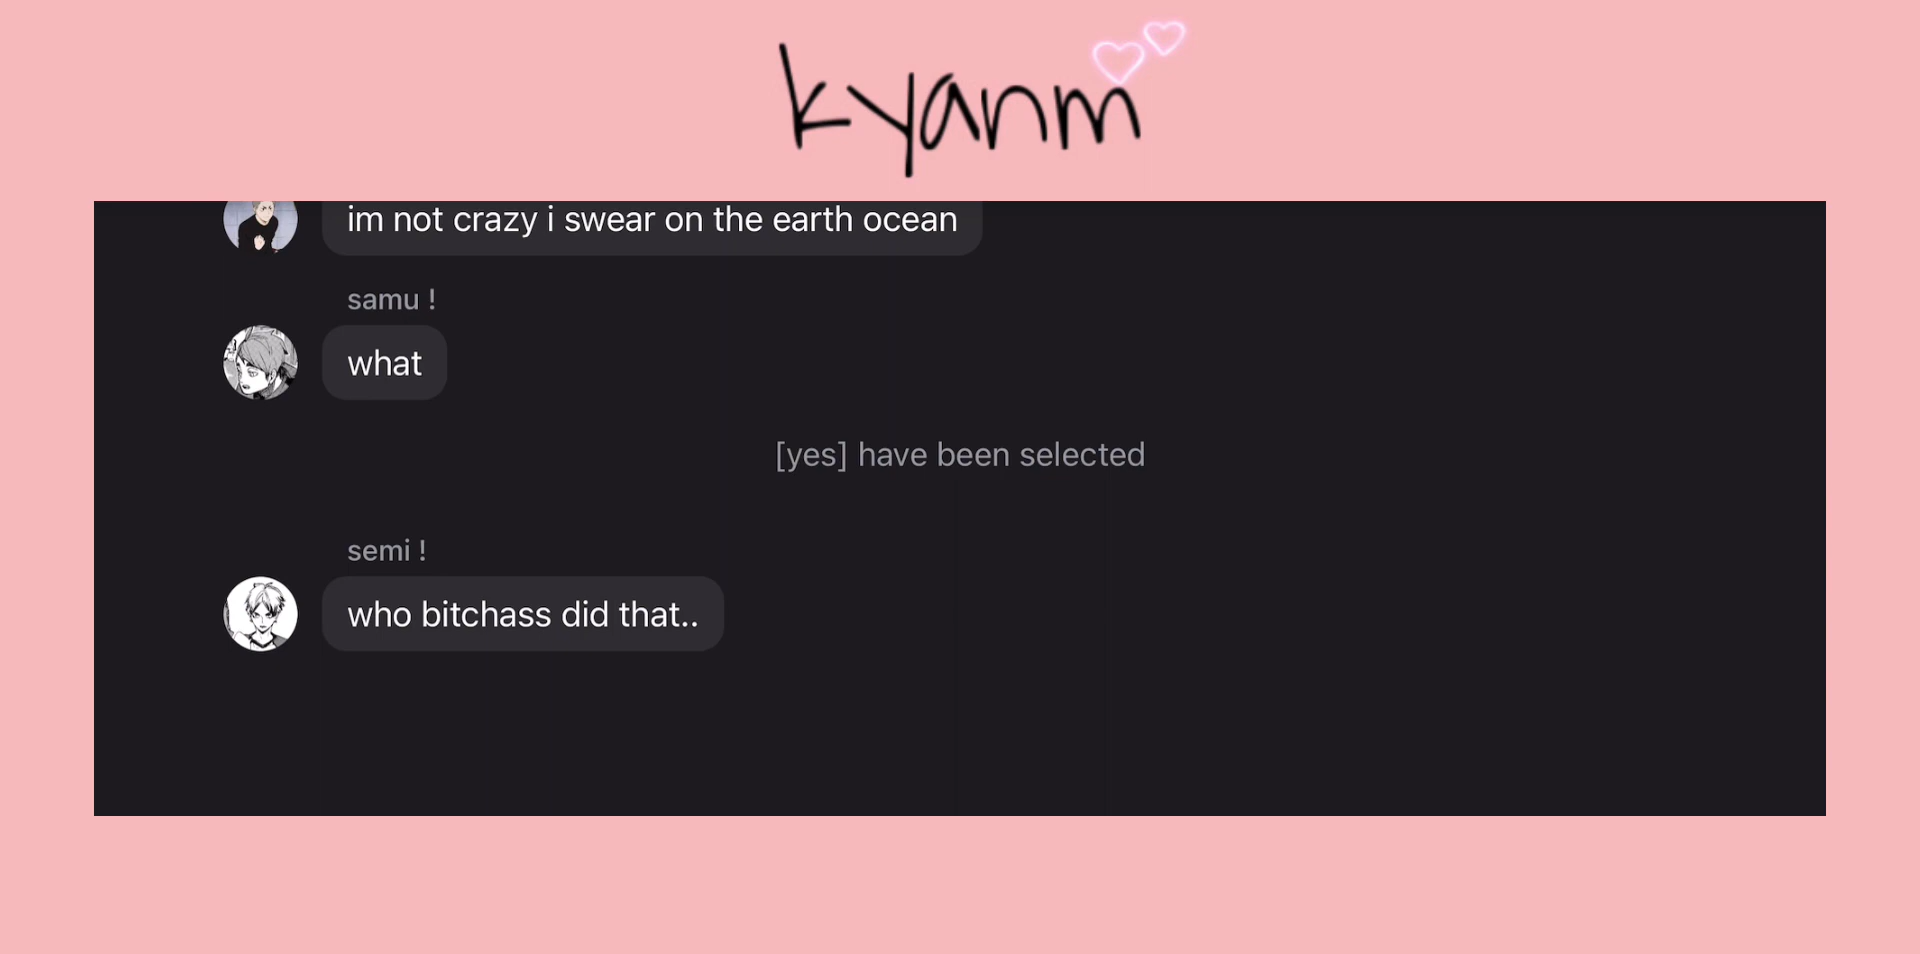 kyanm
im not crazy i swear on the earth ocean
samu !
what
[yes] have been selected
semi !
who bitchass did that..